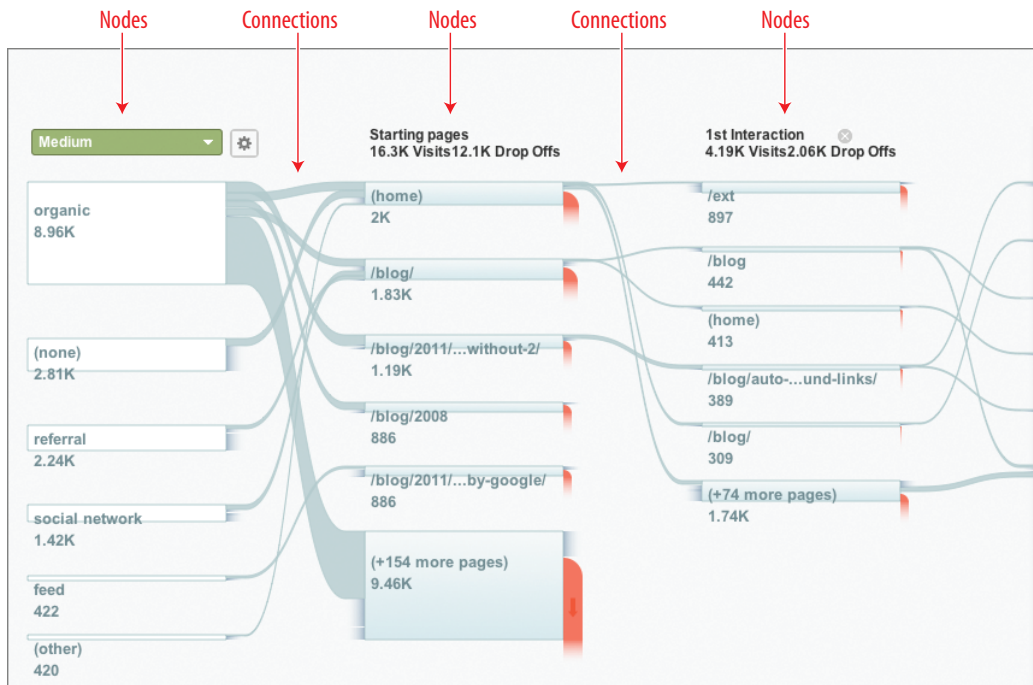 Nodes
Connections
Nodes
Connections
Nodes
Medium
Starting pages
16.3K Visits12.1K Drop Offs
1st Interaction
4.19K Visits2.06K Drop Offs
organic
8.96K
(none)
2.81K
referral
2.24K
social network
1.42K
feed
422
(other)
420
(home)
2K
/blog/
1.83K
/blog/2011/...without-2/
1.19K
/blog/2008
886
/blog/2011/...by-google/
886
(+154 more pages)
9.46K
/ext
897
/blog
442
(home)
413
/blog/auto-...und-links/
389
/blog/
309
(+74 more pages)
1.74K